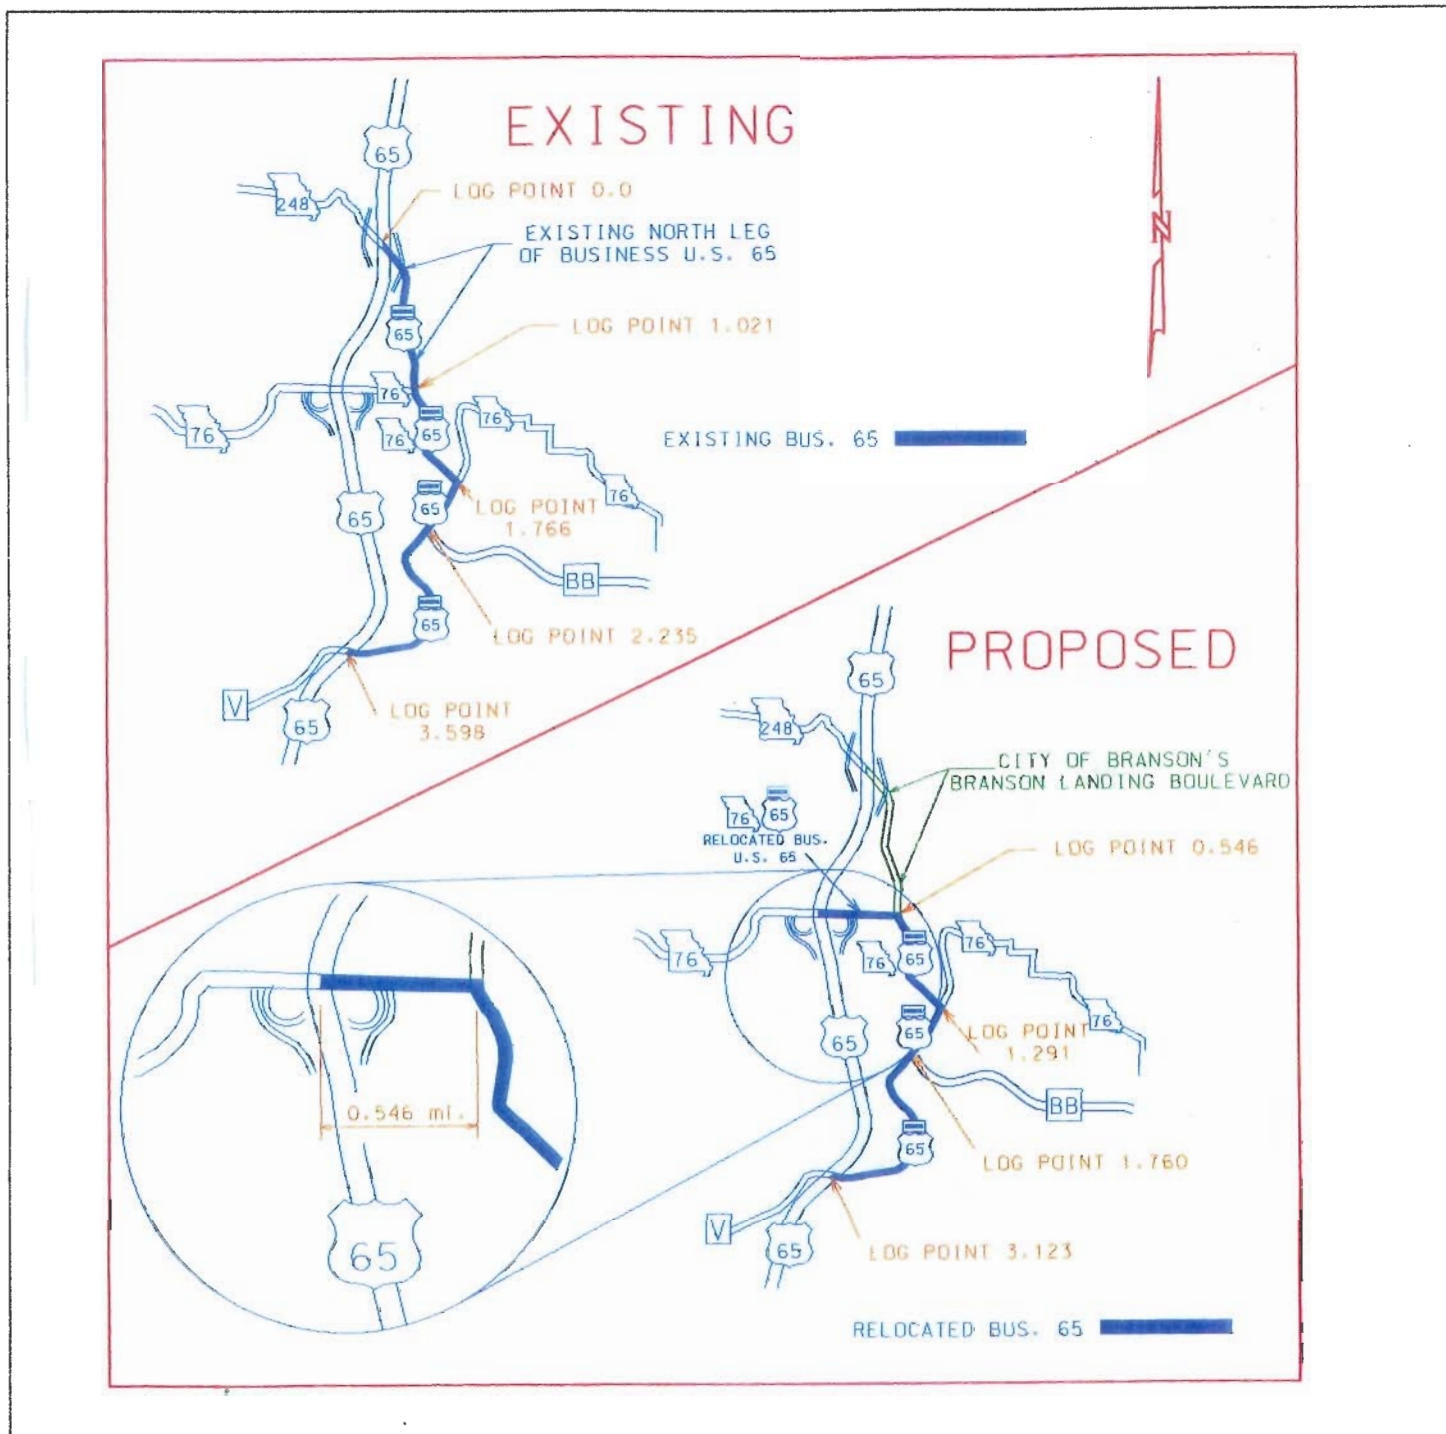 EXISTING
65
248
LOG POINT 0.0
N
EXISTING NORTH LEG
OF BUSINESS U.S. 65
65
LOG POINT 1.021
76
76
76
76
65
EXISTING BUS. 65
76
65
65
LOG POINT
1.766
BB
65
LOG POINT 2.235
V
65
LOG POINT
3.598
PROPOSED
65
248
CITY OF BRANSON'S
BRANSON LANDING BOULEVARD
76
65
RELOCATED BUS.
U.S. 65
LOG POINT 0.546
76
76
65
76
76
65
65
LOG POINT
1.291
BB
65
LOG POINT 1.760
V
65
LOG POINT 3.123
0.546 mi.
65
RELOCATED BUS. 65